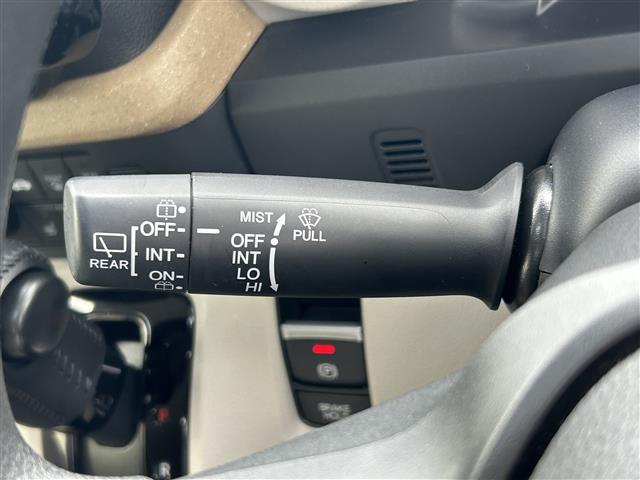 OFF
INT
ON
REAR
MIST
OFF
INT
LO
HI
PULL
BRAKE
HOLD
R